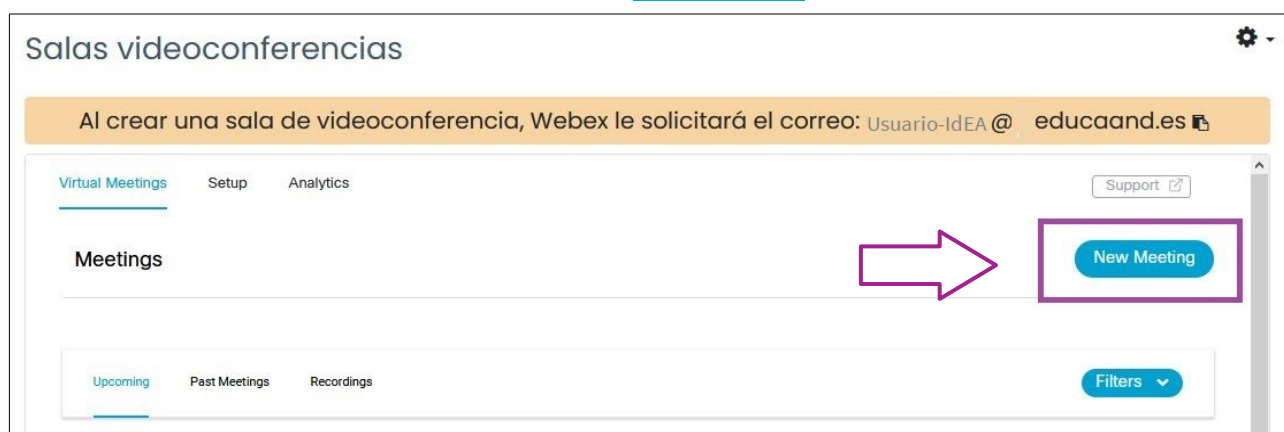 Salas videoconferencias
Al crear una sala de videoconferencia, Webex le solicitará el correo: Usuario-IdEA @ educaand.es
Virtual Meetings Setup Analytics Support
Meetings New Meeting
Upcoming Past Meetings Recordings Filters